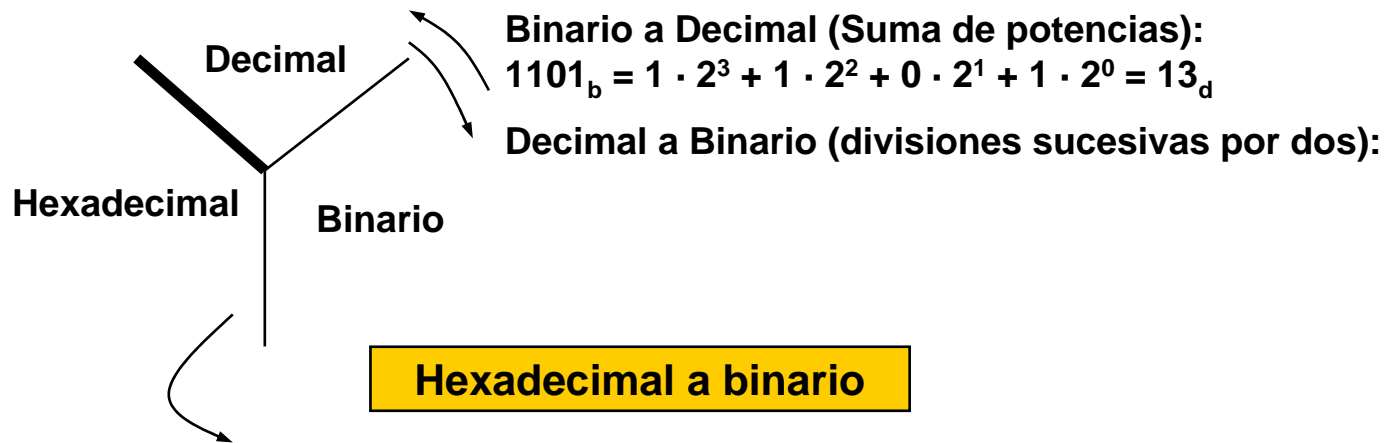 Decimal
Binario a Decimal (Suma de potencias):
1101b = 1 · 2³ + 1 · 2² + 0 · 2¹ + 1 · 2⁰ = 13d
Decimal a Binario (divisiones sucesivas por dos):
Hexadecimal
Binario
Hexadecimal a binario